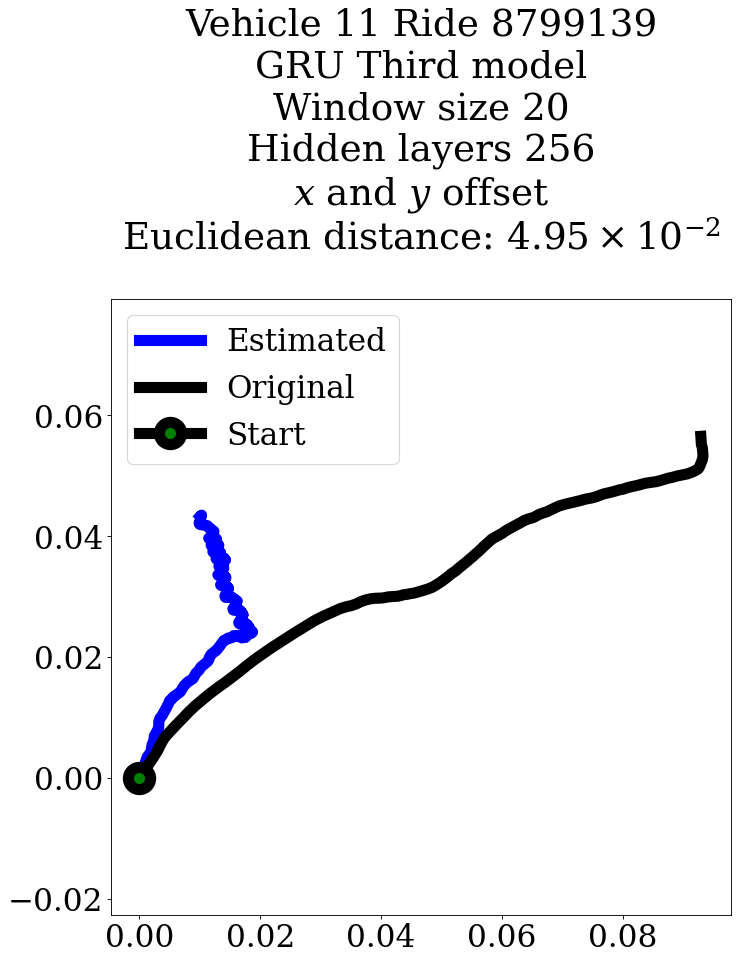 Vehicle 11 Ride 8799139
GRU Third model
Window size 20
Hidden layers 256
x and y offset
Euclidean distance: 4.95 × 10⁻²
Estimated
Original
Start
0.06
0.04
0.02
0.00
−0.02
0.00 0.02 0.04 0.06 0.08